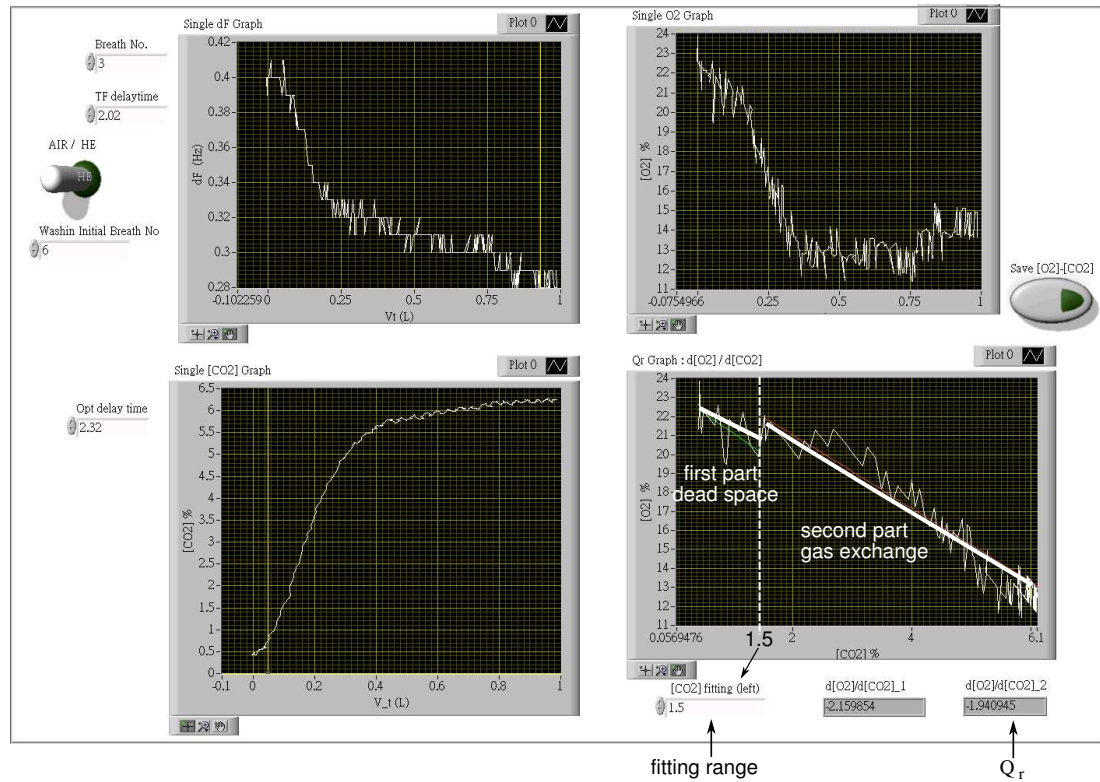 Breath No.
3
TF delaytime
2.02
AIR / HE
HE
Washin Initial Breath No
6
Single dF Graph
Plot 0
0.42
0.4
0.38
0.36
0.34
0.32
0.3
0.28
dF (Hz)
-0.102259 0 0.25 0.5 0.75 1
Vt (L)
Single O2 Graph
Plot 0
24
23
22
21
20
19
18
17
16
15
14
13
12
11
[O2] %
-0.0754966 0.25 0.5 0.75 1
Save [O2]-[CO2]
Opt delay time
2.32
Single [CO2] Graph
Plot 0
6.5
6
5.5
5
4.5
4
3.5
3
2.5
2
1.5
1
0.5
0
[CO2] %
-0.1 0 0.2 0.4 0.6 0.8 1
V_t (L)
Qr Graph : d[O2] / d[CO2]
Plot 0
24
23
22
21
20
19
18
17
16
15
14
13
12
11
[O2] %
first part
dead space
second part
gas exchange
0.0569476 1.5 2 4 6.1
[CO2] %
[CO2] fitting (left)
1.5
d[O2]/d[CO2]_1
-2.159854
d[O2]/d[CO2]_2
-1.940945
fitting range
Qr